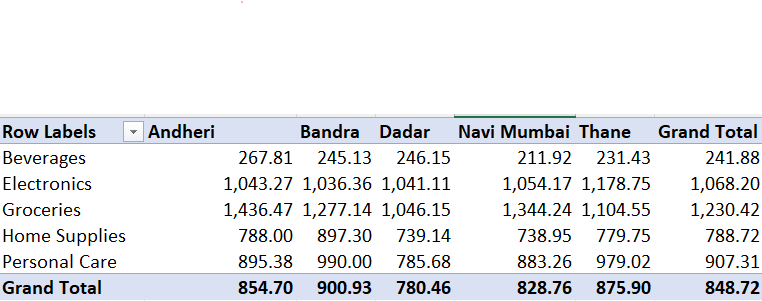 Row Labels Andheri Bandra Dadar Navi Mumbai Thane Grand Total
Beverages 267.81 245.13 246.15 211.92 231.43 241.88
Electronics 1,043.27 1,036.36 1,041.11 1,054.17 1,178.75 1,068.20
Groceries 1,436.47 1,277.14 1,046.15 1,344.24 1,104.55 1,230.42
Home Supplies 788.00 897.30 739.14 738.95 779.75 788.72
Personal Care 895.38 990.00 785.68 883.26 979.02 907.31
Grand Total 854.70 900.93 780.46 828.76 875.90 848.72